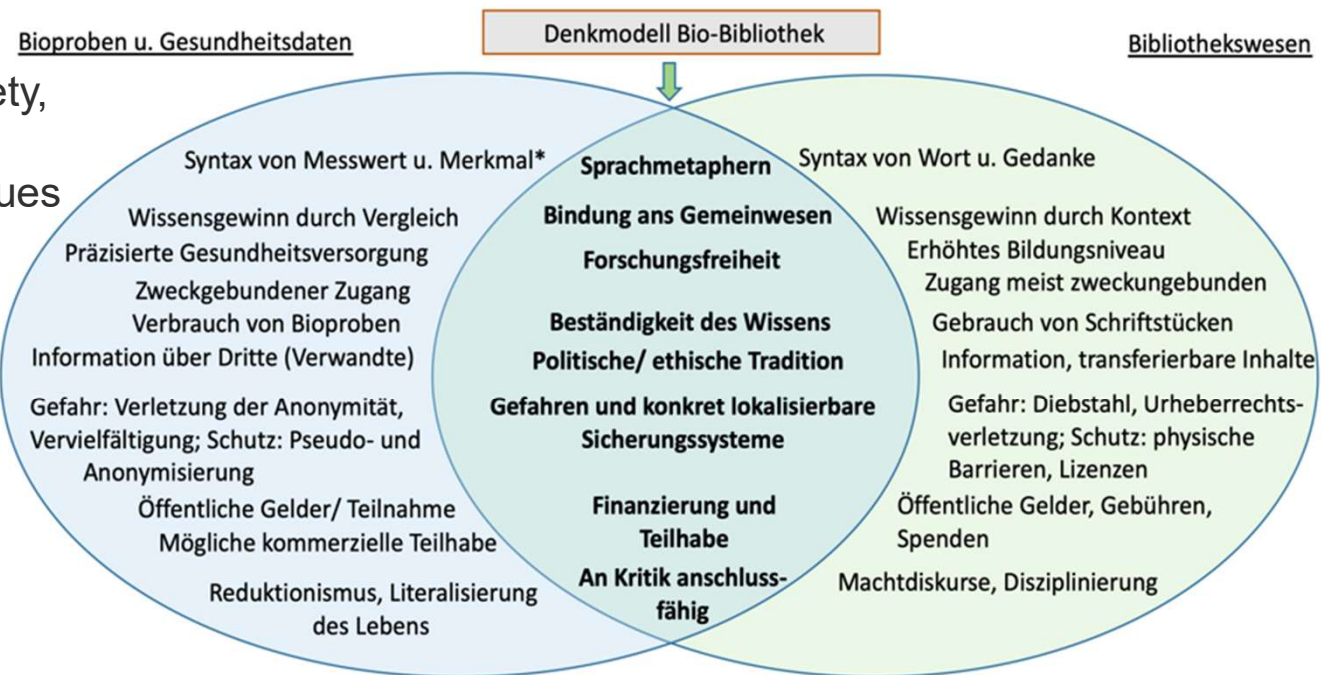 Bioproben u. Gesundheitsdaten
Denkmodell Bio-Bibliothek
Bibliothekswesen
Syntax von Messwert u. Merkmal*
Wissensgewinn durch Vergleich
Präzisierte Gesundheitsversorgung
Zweckgebundener Zugang
Verbrauch von Bioproben
Information über Dritte (Verwandte)
Gefahr: Verletzung der Anonymität,
Vervielfältigung; Schutz: Pseudo- und
Anonymisierung
Öffentliche Gelder/ Teilnahme
Mögliche kommerzielle Teilhabe
Reduktionismus, Literalisierung
des Lebens
Sprachmetaphern
Bindung ans Gemeinwesen
Forschungsfreiheit
Beständigkeit des Wissens
Politische/ ethische Tradition
Gefahren und konkret lokalisierbare
Sicherungssysteme
Finanzierung und
Teilhabe
An Kritik anschluss-
fähig
Syntax von Wort u. Gedanke
Wissensgewinn durch Kontext
Erhöhtes Bildungsniveau
Zugang meist zweckungebunden
Gebrauch von Schriftstücken
Information, transferierbare Inhalte
Gefahr: Diebstahl, Urheberrechts-
verletzung; Schutz: physische
Barrieren, Lizenzen
Öffentliche Gelder, Gebühren,
Spenden
Machtdiskurse, Disziplinierung